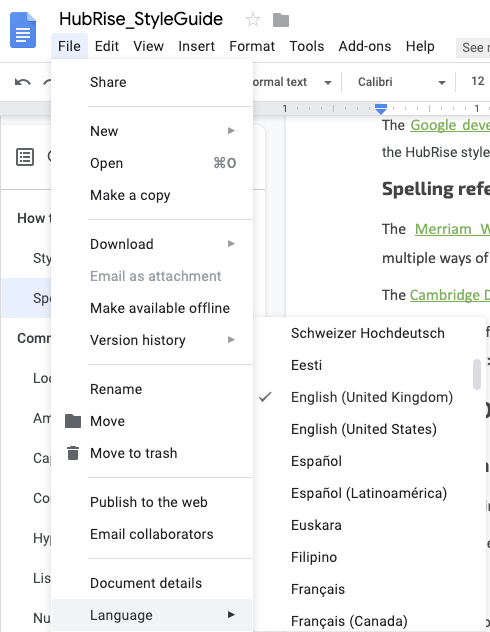 HubRise_StyleGuide
File Edit View Insert Format Tools Add-ons Help See
ormal text Calibri 12
1 1
Share
New
Open ⌘O
Make a copy
Download
Email as attachment
Make available offline
Version history
Rename
Move
Move to trash
Publish to the web
Email collaborators
Document details
Language
Schweizer Hochdeutsch
Eesti
English (United Kingdom)
English (United States)
Español
Español (Latinoamérica)
Euskara
Filipino
Français
Français (Canada)
How t
Sty
Spe
Comm
Loc
Am
Cap
Co
Hyp
Lis
Nu
The Google deve
the HubRise style
Spelling refe
The Merriam W
multiple ways of
The Cambridge D